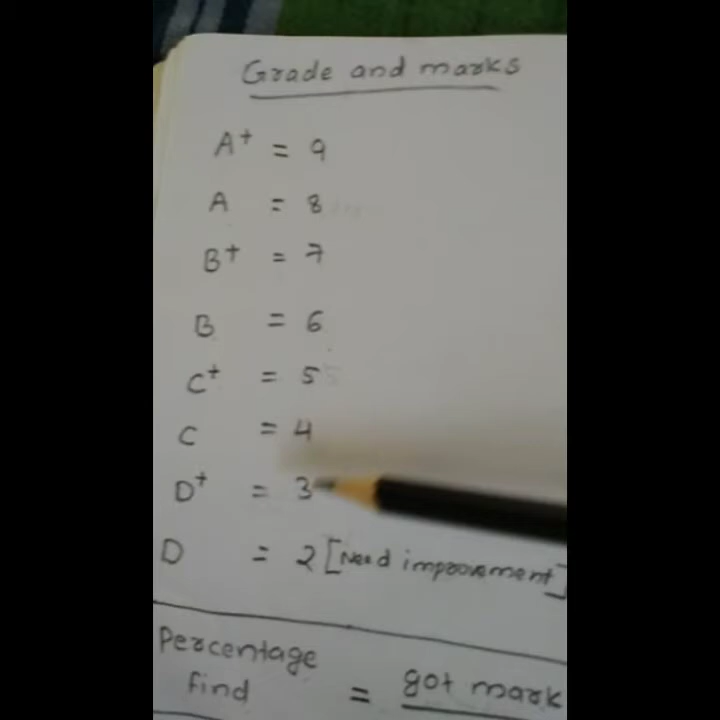 Grade and marks
A+ = 9
A = 8
B+ = 7
B = 6
C+ = 5
C = 4
D+ = 3
D = 2 [Need improvement]
Percentage
find = got mark